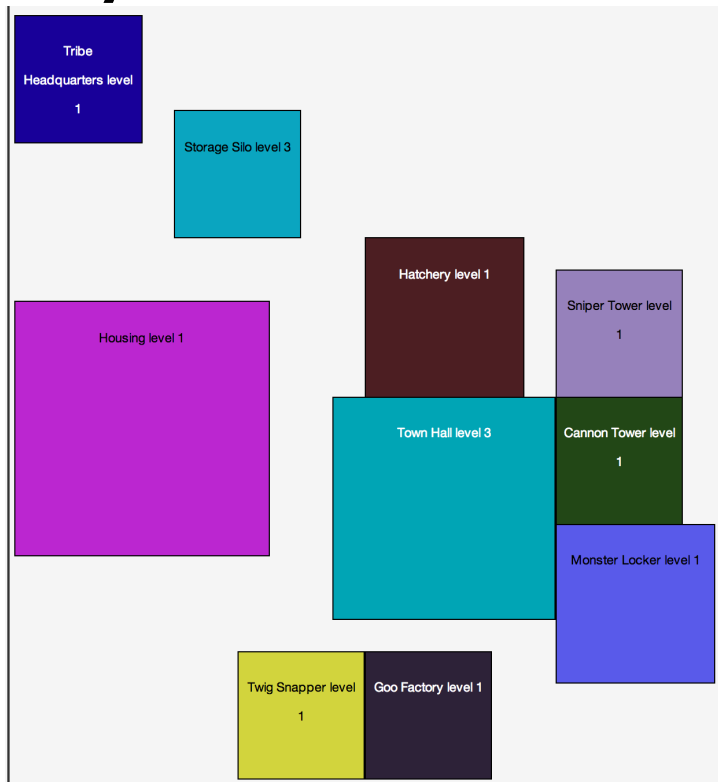 Tribe
Headquarters level
1
Storage Silo level 3
Hatchery level 1
Sniper Tower level
1
Housing level 1
Town Hall level 3
Cannon Tower level
1
Monster Locker level 1
Twig Snapper level
1
Goo Factory level 1